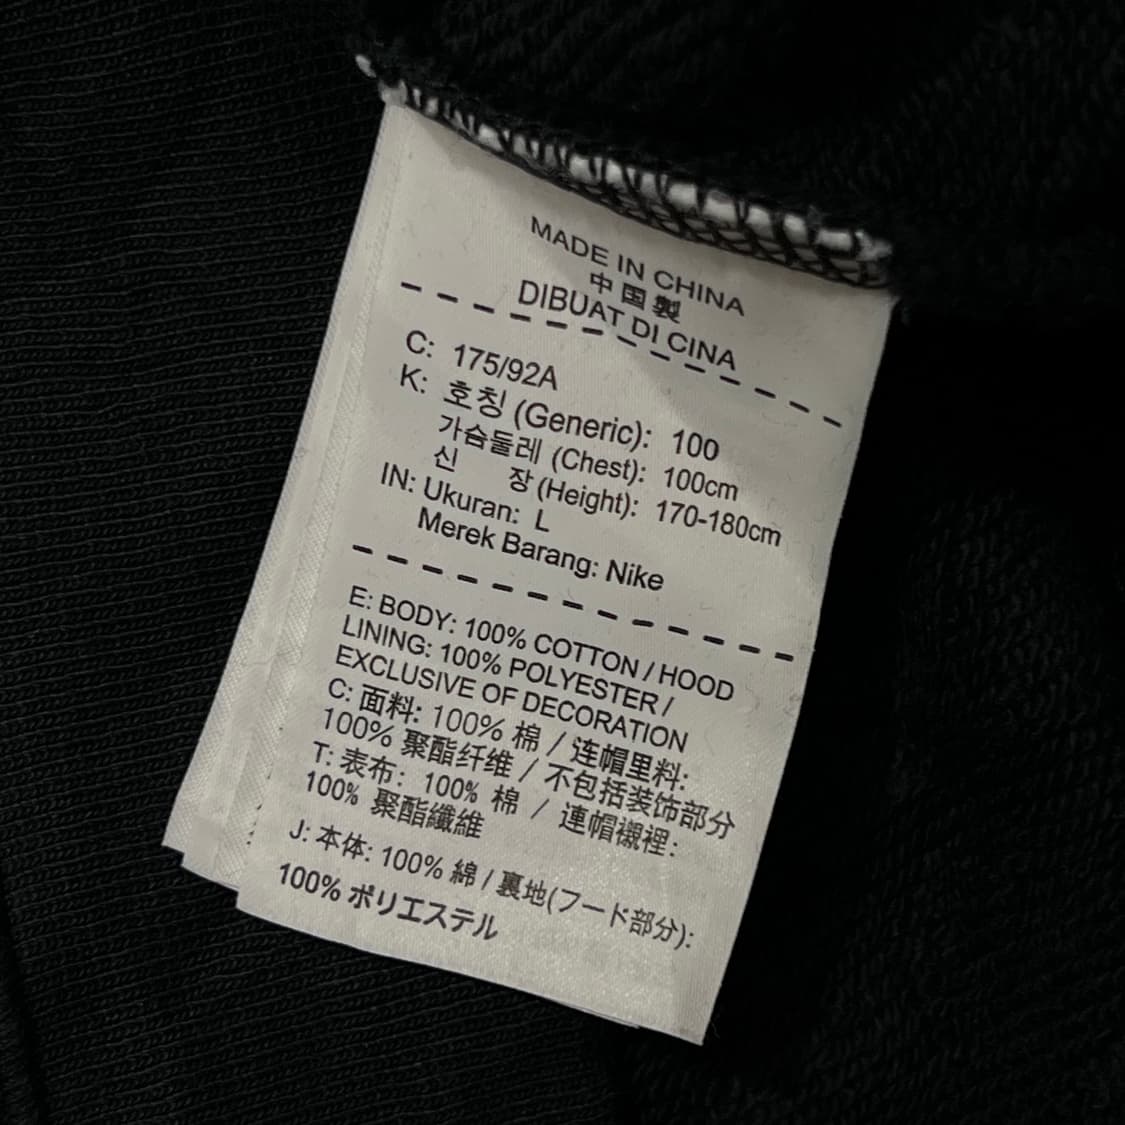 MADE IN CHINA
中国製
DIBUAT DI CINA
C: 175/92A
K: 호칭 (Generic): 100
가슴둘레 (Chest): 100cm
신 장 (Height): 170-180cm
IN: Ukuran: L
Merek Barang: Nike
E: BODY: 100% COTTON / HOOD
LINING: 100% POLYESTER /
EXCLUSIVE OF DECORATION
C: 面料: 100% 棉 / 连帽里料:
100% 聚酯纤维 / 不包括装饰部分
T: 表布: 100% 棉 / 連帽襯裡:
100% 聚酯纖維
J: 本体: 100% 綿 / 裏地(フード部分):
100% ポリエステル